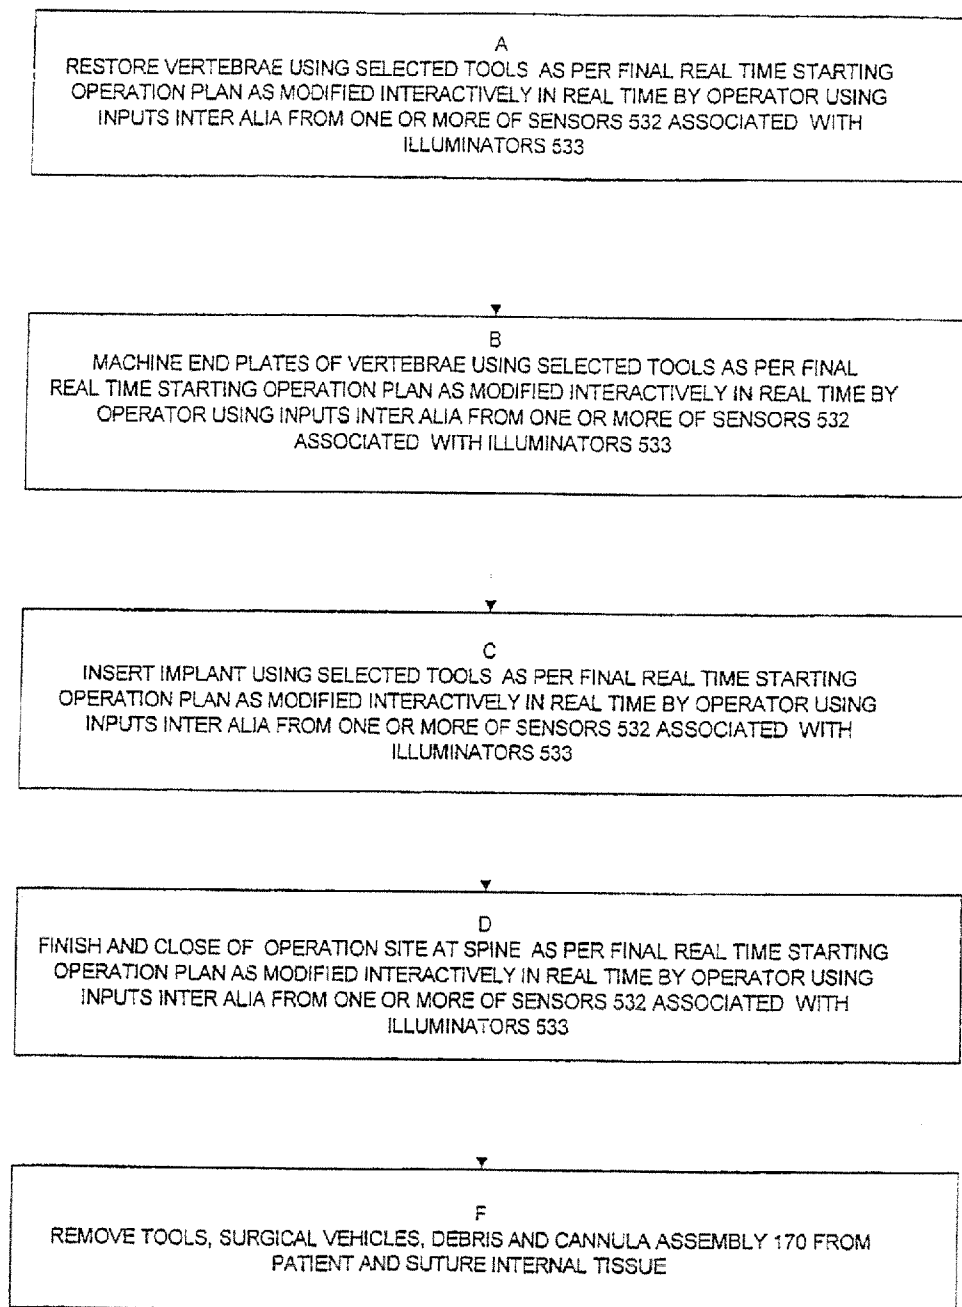 A
RESTORE VERTEBRAE USING SELECTED TOOLS AS PER FINAL REAL TIME STARTING
OPERATION PLAN AS MODIFIED INTERACTIVELY IN REAL TIME BY OPERATOR USING
INPUTS INTER ALIA FROM ONE OR MORE OF SENSORS 532 ASSOCIATED WITH
ILLUMINATORS 533
B
MACHINE END PLATES OF VERTEBRAE USING SELECTED TOOLS AS PER FINAL
REAL TIME STARTING OPERATION PLAN AS MODIFIED INTERACTIVELY IN REAL TIME BY
OPERATOR USING INPUTS INTER ALIA FROM ONE OR MORE OF SENSORS 532
ASSOCIATED WITH ILLUMINATORS 533
C
INSERT IMPLANT USING SELECTED TOOLS AS PER FINAL REAL TIME STARTING
OPERATION PLAN AS MODIFIED INTERACTIVELY IN REAL TIME BY OPERATOR USING
INPUTS INTER ALIA FROM ONE OR MORE OF SENSORS 532 ASSOCIATED WITH
ILLUMINATORS 533
D
FINISH AND CLOSE OF OPERATION SITE AT SPINE AS PER FINAL REAL TIME STARTING
OPERATION PLAN AS MODIFIED INTERACTIVELY IN REAL TIME BY OPERATOR USING
INPUTS INTER ALIA FROM ONE OR MORE OF SENSORS 532 ASSOCIATED WITH
ILLUMINATORS 533
F
REMOVE TOOLS, SURGICAL VEHICLES, DEBRIS AND CANNULA ASSEMBLY 170 FROM
PATIENT AND SUTURE INTERNAL TISSUE